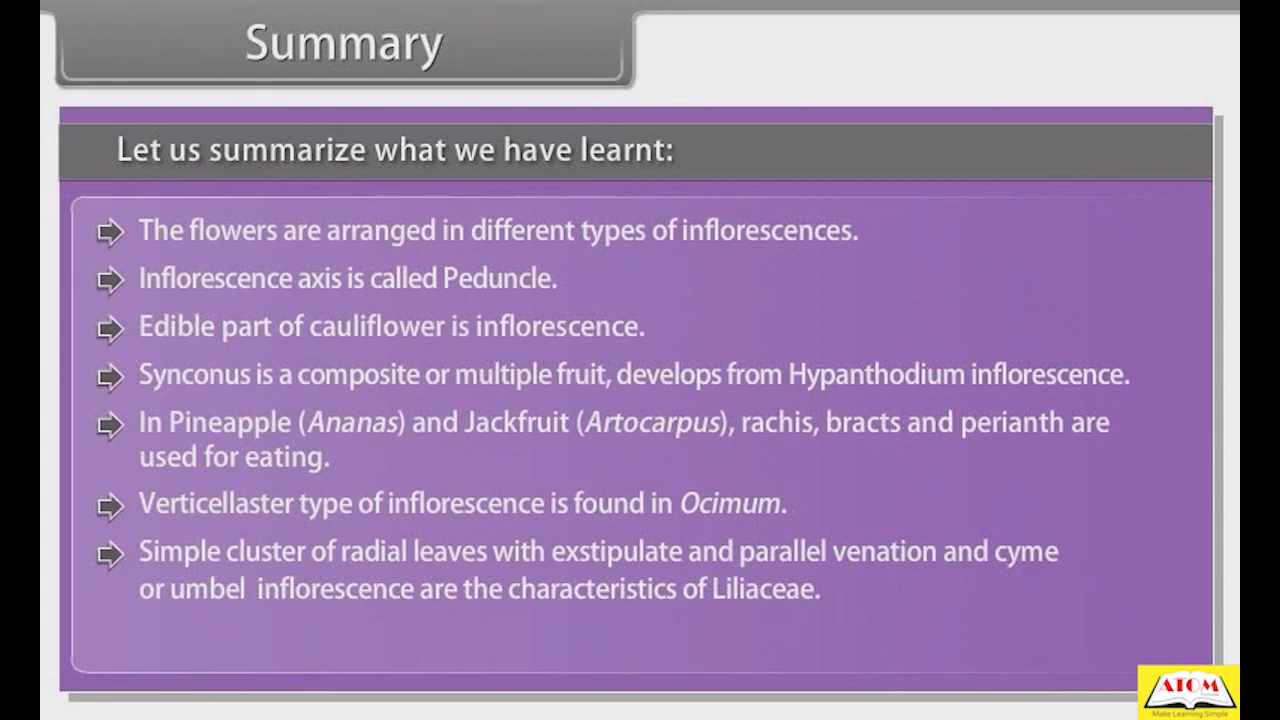 Summary
Let us summarize what we have learnt:
The flowers are arranged in different types of inflorescences.
Inflorescence axis is called Peduncle.
Edible part of cauliflower is inflorescence.
Synconus is a composite or multiple fruit, develops from Hypanthodium inflorescence.
In Pineapple (Ananas) and Jackfruit (Artocarpus), rachis, bracts and perianth are
used for eating.
Verticellaster type of inflorescence is found in Ocimum.
Simple cluster of radial leaves with exstipulate and parallel venation and cyme
or umbel inflorescence are the characteristics of Liliaceae.
ATOM
Make Learning Simple